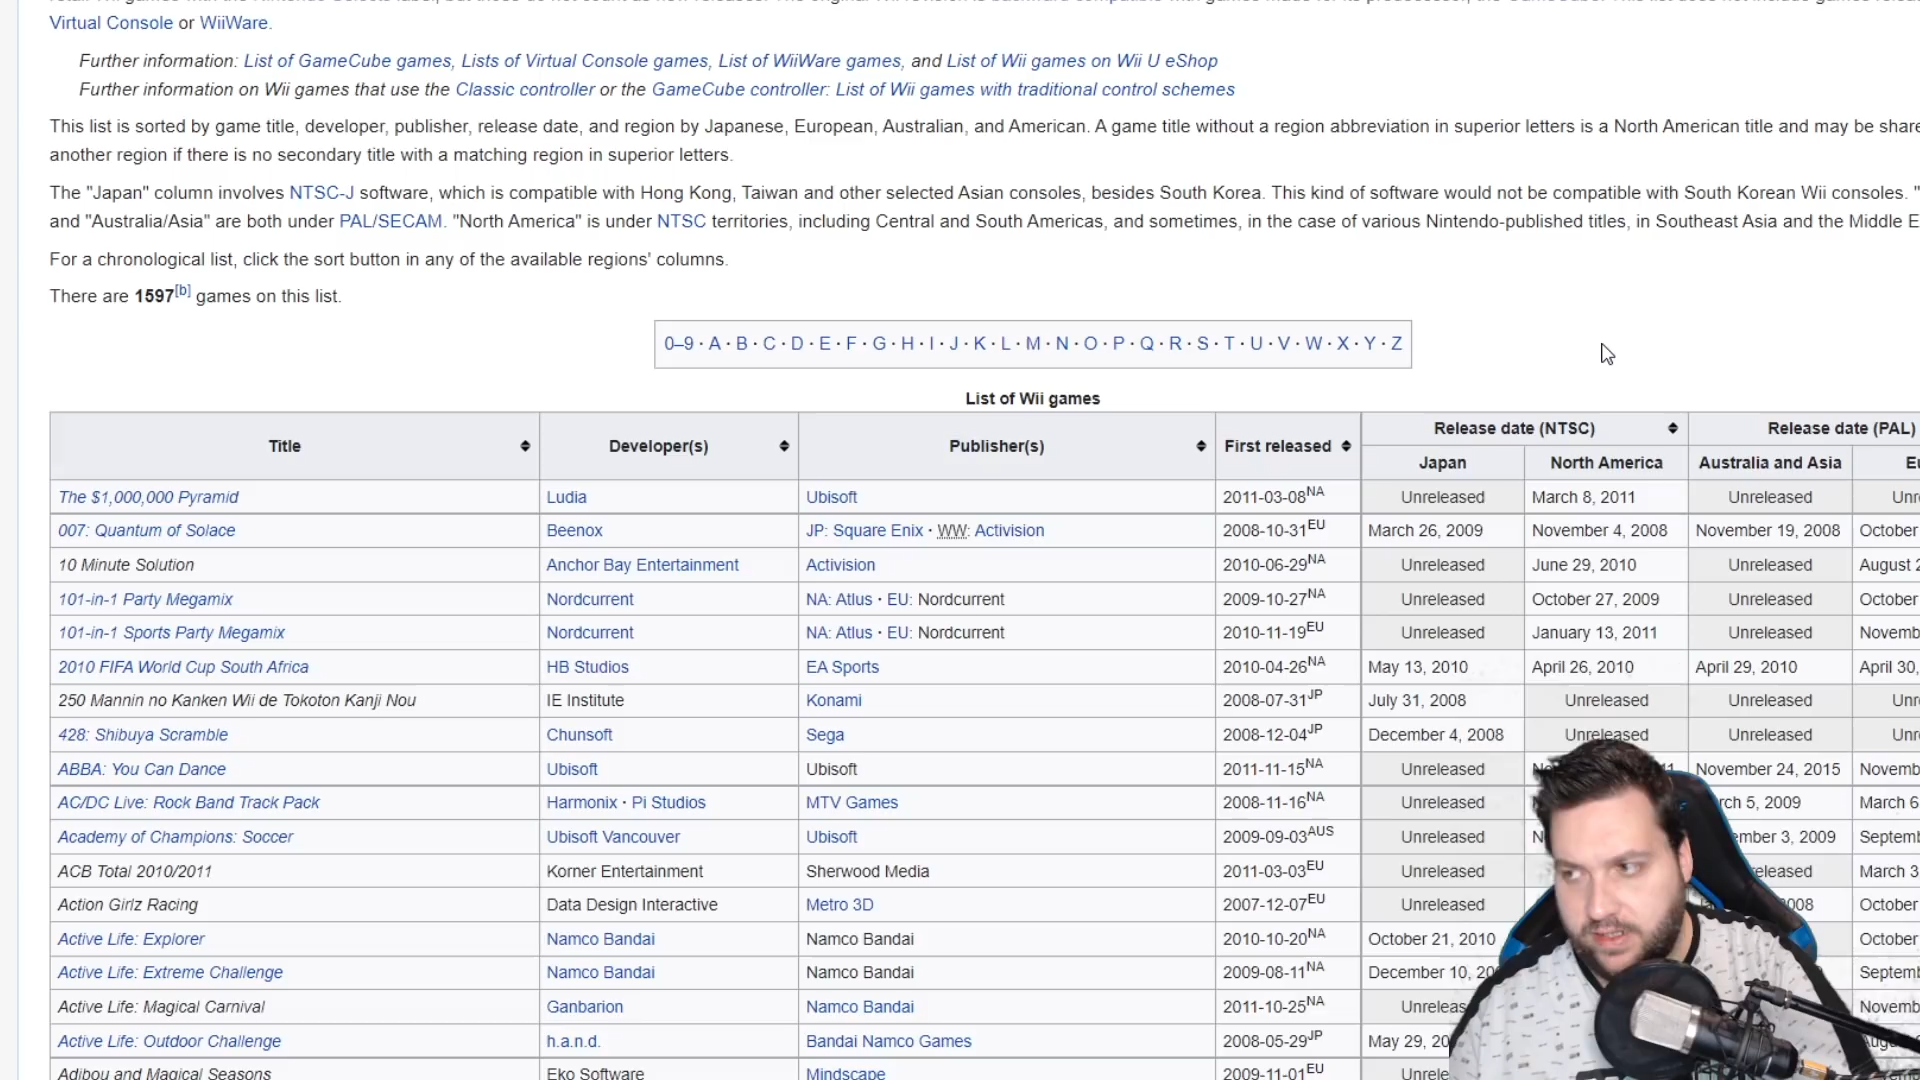 Virtual Console or WiiWare.
Further information: List of GameCube games, Lists of Virtual Console games, List of WiiWare games, and List of Wii games on Wii U eShop
Further information on Wii games that use the Classic controller or the GameCube controller: List of Wii games with traditional control schemes
This list is sorted by game title, developer, publisher, release date, and region by Japanese, European, Australian, and American. A game title without a region abbreviation in superior letters is a North American title and may be share
another region if there is no secondary title with a matching region in superior letters.
The "Japan" column involves NTSC-J software, which is compatible with Hong Kong, Taiwan and other selected Asian consoles, besides South Korea. This kind of software would not be compatible with South Korean Wii consoles. "
and "Australia/Asia" are both under PAL/SECAM. "North America" is under NTSC territories, including Central and South Americas, and sometimes, in the case of various Nintendo-published titles, in Southeast Asia and the Middle E
For a chronological list, click the sort button in any of the available regions' columns.
There are 1597[b] games on this list.
0–9 · A · B · C · D · E · F · G · H · I · J · K · L · M · N · O · P · Q · R · S · T · U · V · W · X · Y · Z
List of Wii games
Title Developer(s) Publisher(s) First released Release date (NTSC) Release date (PAL)
Japan North America Australia and Asia Eu
The $1,000,000 Pyramid Ludia Ubisoft 2011-03-08NA Unreleased March 8, 2011 Unreleased Unr
007: Quantum of Solace Beenox JP: Square Enix · WW: Activision 2008-10-31EU March 26, 2009 November 4, 2008 November 19, 2008 October
10 Minute Solution Anchor Bay Entertainment Activision 2010-06-29NA Unreleased June 29, 2010 Unreleased August 2
101-in-1 Party Megamix Nordcurrent NA: Atlus · EU: Nordcurrent 2009-10-27NA Unreleased October 27, 2009 Unreleased October
101-in-1 Sports Party Megamix Nordcurrent NA: Atlus · EU: Nordcurrent 2010-11-19EU Unreleased January 13, 2011 Unreleased Novemb
2010 FIFA World Cup South Africa HB Studios EA Sports 2010-04-26NA May 13, 2010 April 26, 2010 April 29, 2010 April 30,
250 Mannin no Kanken Wii de Tokoton Kanji Nou IE Institute Konami 2008-07-31JP July 31, 2008 Unreleased Unreleased Unr
428: Shibuya Scramble Chunsoft Sega 2008-12-04JP December 4, 2008 Unreleased Unreleased Unr
ABBA: You Can Dance Ubisoft Ubisoft 2011-11-15NA Unreleased November 24, 2015 Novemb
AC/DC Live: Rock Band Track Pack Harmonix · Pi Studios MTV Games 2008-11-16NA Unreleased rch 5, 2009 March 6
Academy of Champions: Soccer Ubisoft Vancouver Ubisoft 2009-09-03AUS Unreleased ember 3, 2009 Septemb
ACB Total 2010/2011 Korner Entertainment Sherwood Media 2011-03-03EU Unreleased eleased March 3
Action Girlz Racing Data Design Interactive Metro 3D 2007-12-07EU Unreleased 008 October
Active Life: Explorer Namco Bandai Namco Bandai 2010-10-20NA October 21, 2010 October
Active Life: Extreme Challenge Namco Bandai Namco Bandai 2009-08-11NA December 10, 20 Septemb
Active Life: Magical Carnival Ganbarion Namco Bandai 2011-10-25NA Unreleas Novemb
Active Life: Outdoor Challenge h.a.n.d. Bandai Namco Games 2008-05-29JP May 29, 20
Adibou and Magical Seasons Eko Software Mindscape 2009-11-01EU Unrele